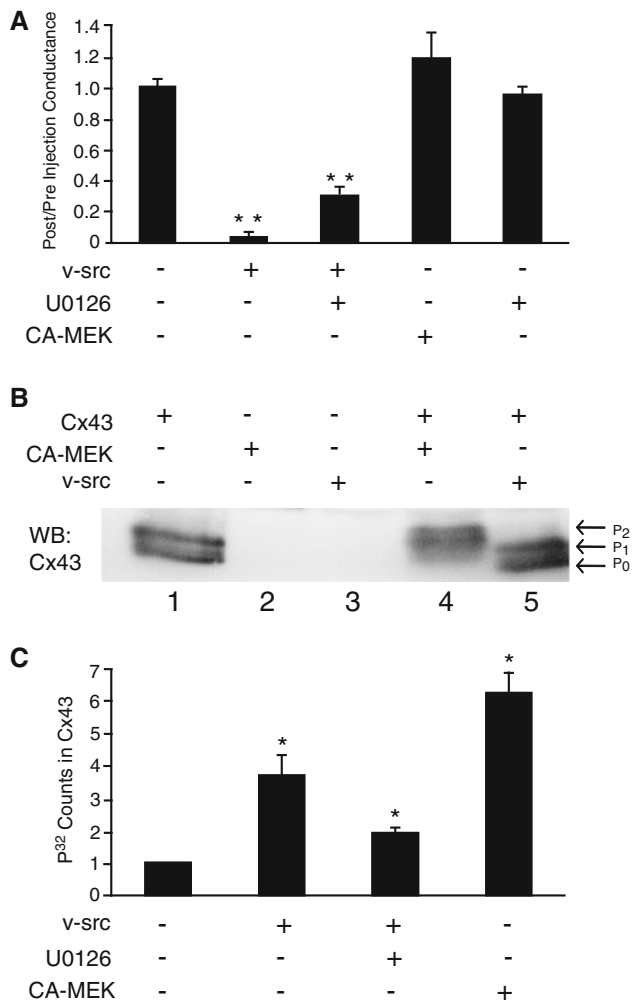 A
Post/Pre Injection Conductance
1.4
1.2
1.0
0.8
0.6
0.4
0.2
0
* *
* *
v-src - + + - -
U0126 - - + - +
CA-MEK - - - + -
B
Cx43 + - - + +
CA-MEK - + - + -
v-src - - + - +
WB:
Cx43
← P2
← P1
← P0
1 2 3 4 5
C
P³² Counts in Cx43
7
6
5
4
3
2
1
0
*
*
*
v-src - + + -
U0126 - - + -
CA-MEK - - - +